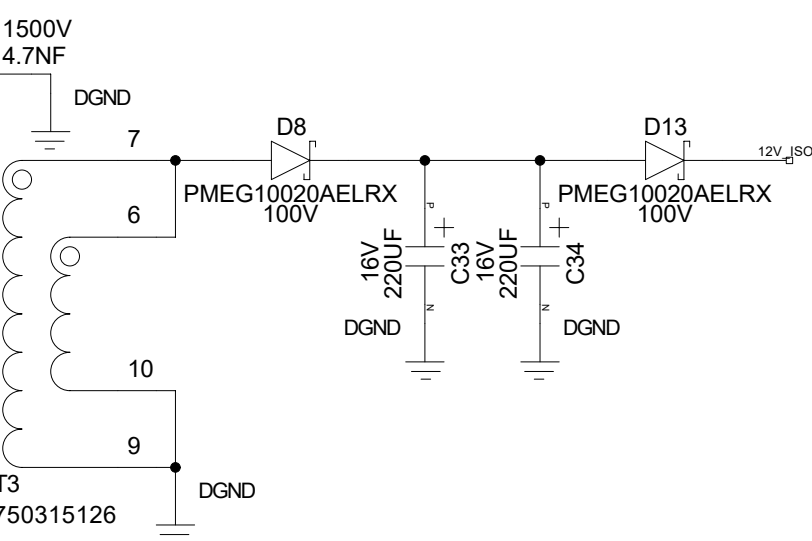 1500V
4.7NF
DGND
7
D8
PMEG10020AELRX
100V
D13
PMEG10020AELRX
100V
12V_ISO
6
P
16V
220UF
C33
N
DGND
P
16V
220UF
C34
N
DGND
10
9
DGND
T3
750315126